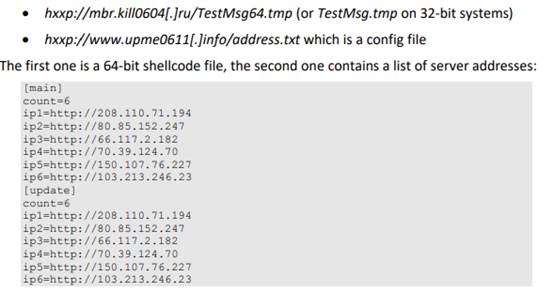 • hxxp://mbr.kill0604[.]ru/TestMsg64.tmp (or TestMsg.tmp on 32-bit systems)
• hxxp://www.upme0611[.]info/address.txt which is a config file
The first one is a 64-bit shellcode file, the second one contains a list of server addresses:
[main]
count=6
ip1=http://208.110.71.194
ip2=http://80.85.152.247
ip3=http://66.117.2.182
ip4=http://70.39.124.70
ip5=http://150.107.76.227
ip6=http://103.213.246.23
[update]
count=6
ip1=http://208.110.71.194
ip2=http://80.85.152.247
ip3=http://66.117.2.182
ip4=http://70.39.124.70
ip5=http://150.107.76.227
ip6=http://103.213.246.23